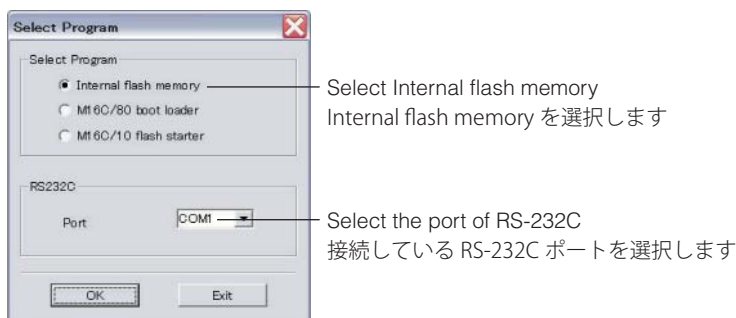 Select Program
Select Program
Internal flash memory
M16C/80 boot loader
M16C/10 flash starter
Select Internal flash memory
Internal flash memory を選択します
RS232C
Port
COM1
Select the port of RS-232C
接続している RS-232C ポートを選択します
OK
Exit